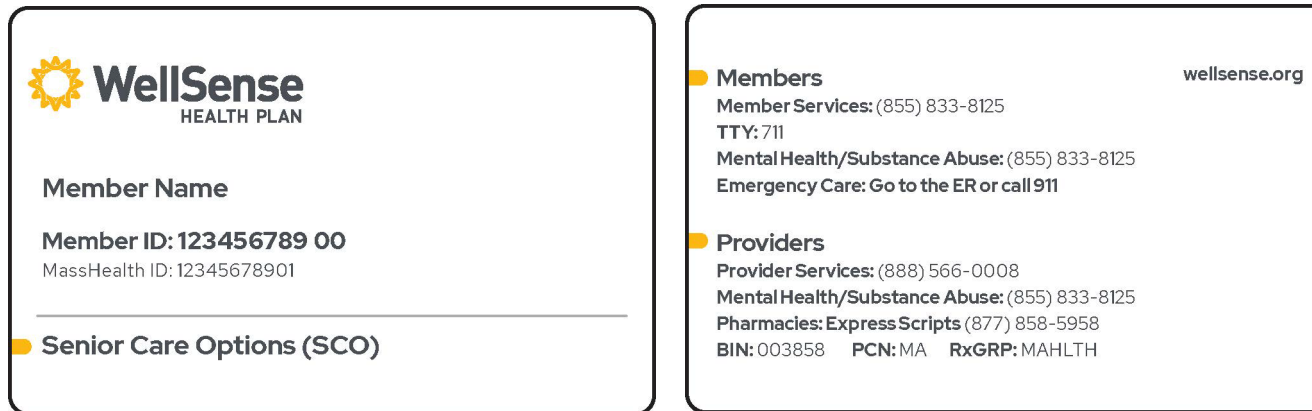 WellSense
HEALTH PLAN
Member Name
Member ID: 123456789 00
MassHealth ID: 12345678901
Senior Care Options (SCO)
Members
wellsense.org
Member Services: (855) 833-8125
TTY: 711
Mental Health/Substance Abuse: (855) 833-8125
Emergency Care: Go to the ER or call 911
Providers
Provider Services: (888) 566-0008
Mental Health/Substance Abuse: (855) 833-8125
Pharmacies: Express Scripts (877) 858-5958
BIN: 003858 PCN: MA RxGRP: MAHLTH